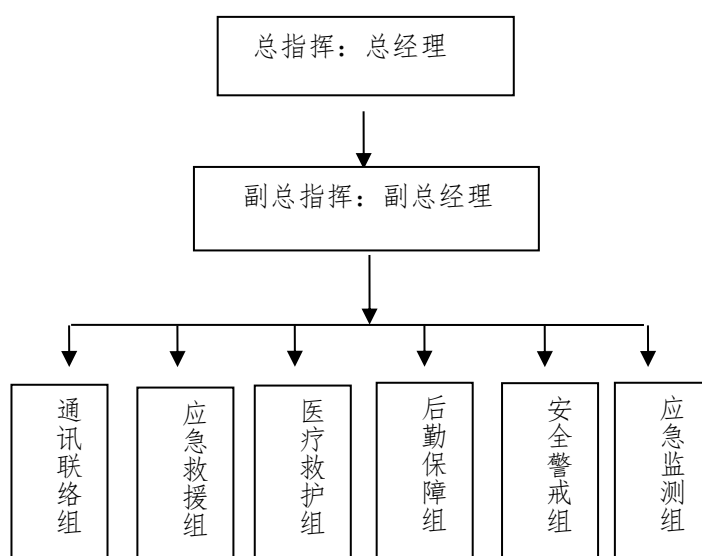 总指挥：总经理
副总指挥：副总经理
通讯联络组
应急救援组
医疗救护组
后勤保障组
安全警戒组
应急监测组